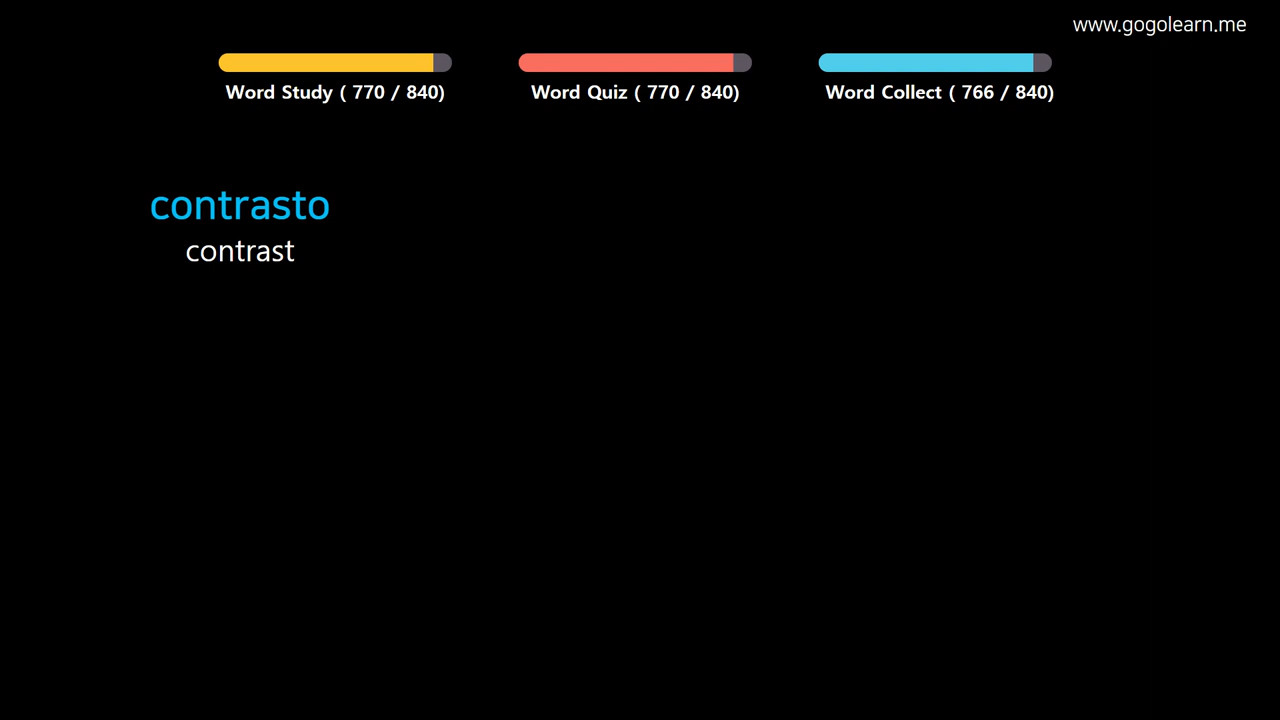 www.gogolearn.me
Word Study ( 770 / 840)
Word Quiz ( 770 / 840)
Word Collect ( 766 / 840)
contrasto
contrast